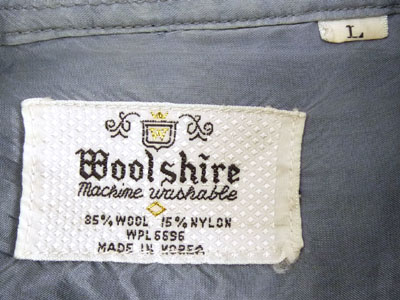 L
Woolshire
Machine washable
85% WOOL 15% NYLON
WPL 6696
MADE IN KOREA